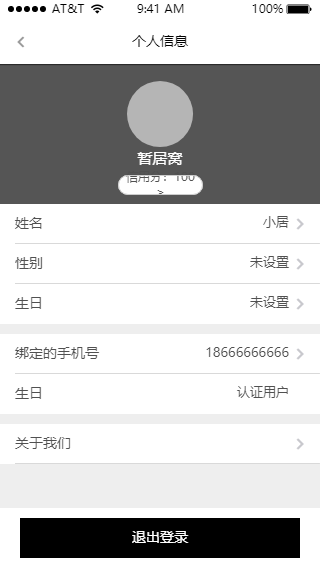 AT&T 9:41 AM 100%
个人信息
暂居窝
信用分：100
>
姓名 小居
性别 未设置
生日 未设置
绑定的手机号 18666666666
生日 认证用户
关于我们
退出登录